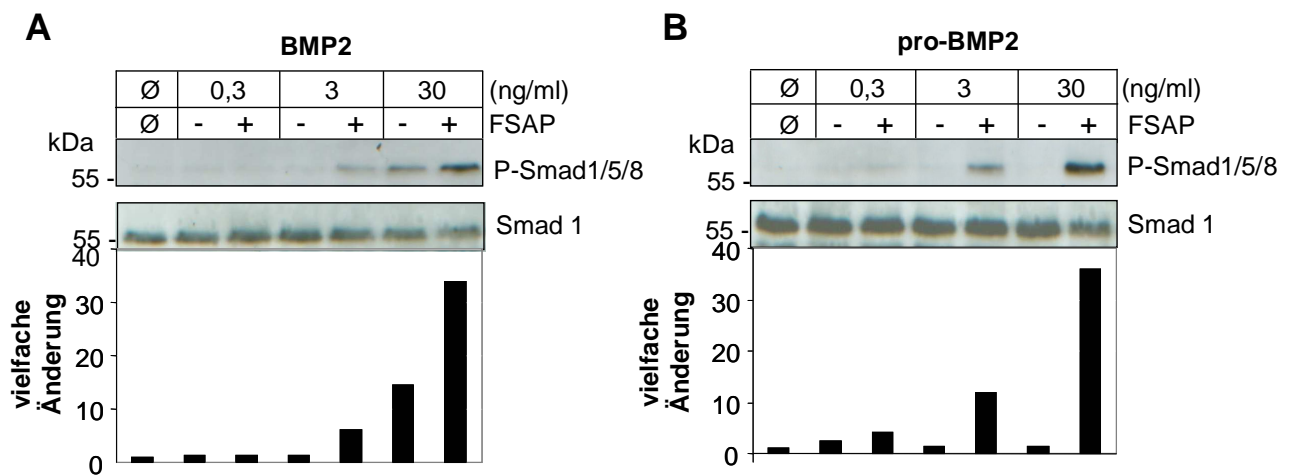 A
BMP2
Ø 0,3 3 30 (ng/ml)
Ø - + - + - + FSAP
kDa
55 - P-Smad1/5/8
55 - Smad 1
40
30
20
10
0
vielfache
Änderung
B
pro-BMP2
Ø 0,3 3 30 (ng/ml)
Ø - + - + - + FSAP
kDa
55 - P-Smad1/5/8
55 - Smad 1
40
30
20
10
0
vielfache
Änderung